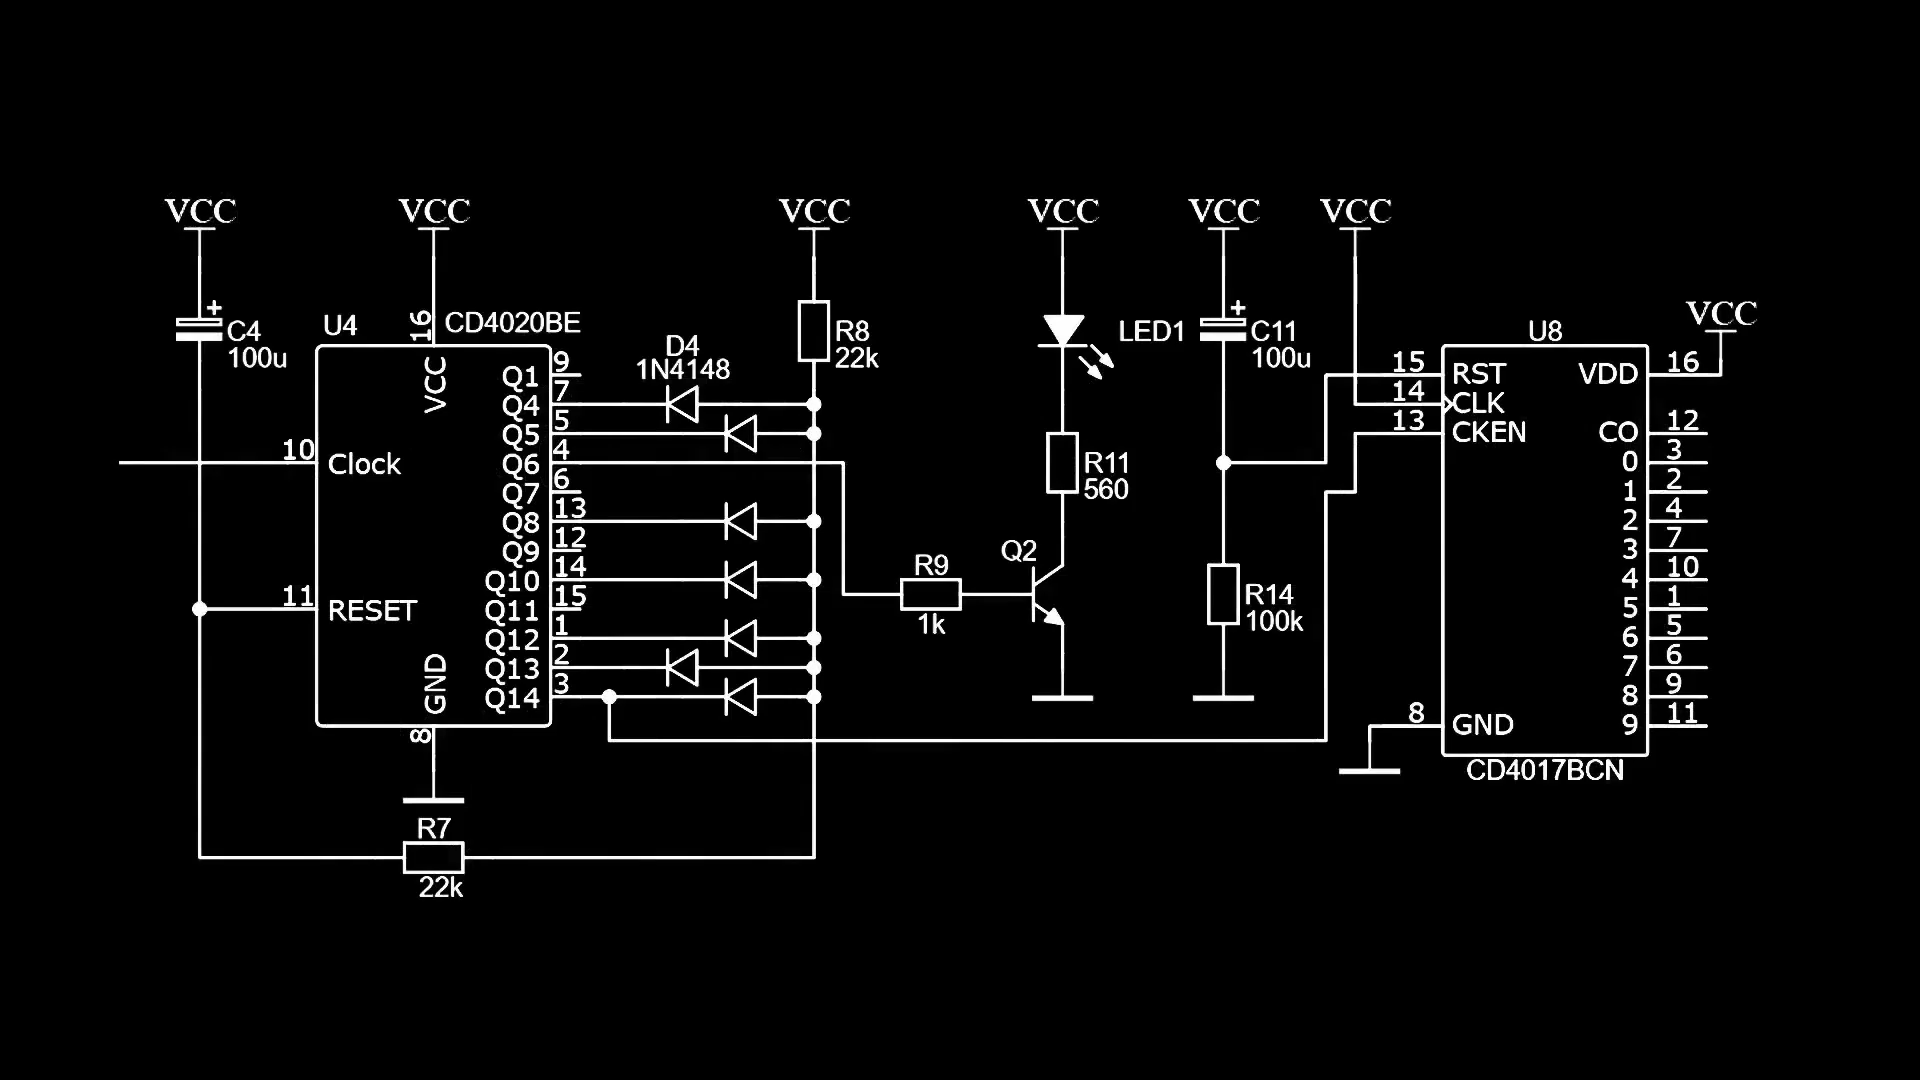 VCC
VCC
VCC
VCC
VCC
VCC
VCC
+
C4
100u
U4
16
CD4020BE
VCC
10
Clock
11
RESET
GND
8
Q1
9
Q4
7
Q5
5
Q6
4
Q7
6
Q8
13
Q9
12
Q10
14
Q11
15
Q12
1
Q13
2
Q14
3
D4
1N4148
R8
22k
R7
22k
R9
1k
Q2
LED1
R11
560
+
C11
100u
R14
100k
U8
15
RST
14
CLK
13
CKEN
8
GND
VDD
16
CO
12
0
3
1
2
2
4
3
7
4
10
5
1
6
5
7
6
8
9
9
11
CD4017BCN